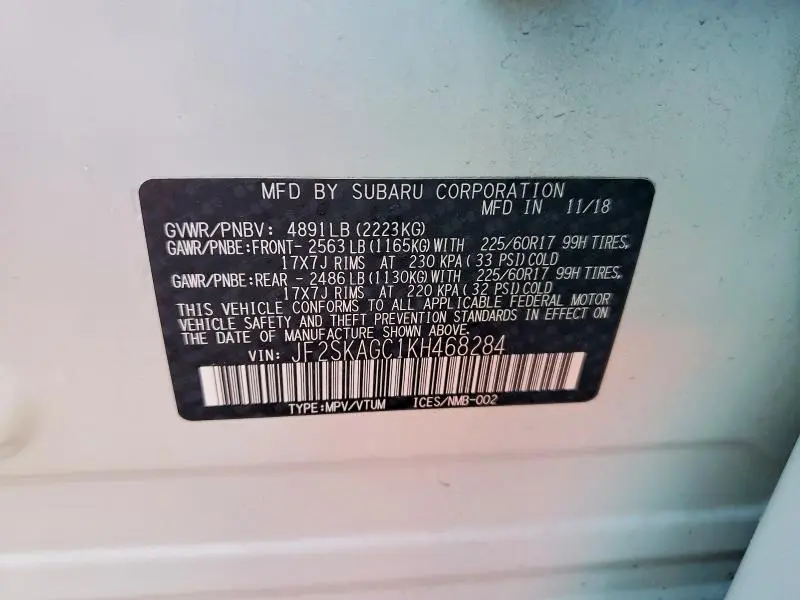 MFD BY SUBARU CORPORATION
MFD IN 11/18
GVWR/PNBV: 4891LB (2223KG)
GAWR/PNBE:FRONT- 2563LB (1165KG) WITH 225/60R17 99H TIRES,
17X7J RIMS AT 230 KPA ( 33 PSI) COLD
GAWR/PNBE:REAR - 2486LB (1130KG) WITH 225/60R17 99H TIRES,
17X7J RIMS AT 220 KPA ( 32 PSI) COLD
THIS VEHICLE CONFORMS TO ALL APPLICABLE FEDERAL MOTOR
VEHICLE SAFETY AND THEFT PREVENTION STANDARDS IN EFFECT ON
THE DATE OF MANUFACTURE SHOWN ABOVE.
VIN: JF2SKAGC1KH468284
TYPE:MPV/VTUM ICES/NMB-002